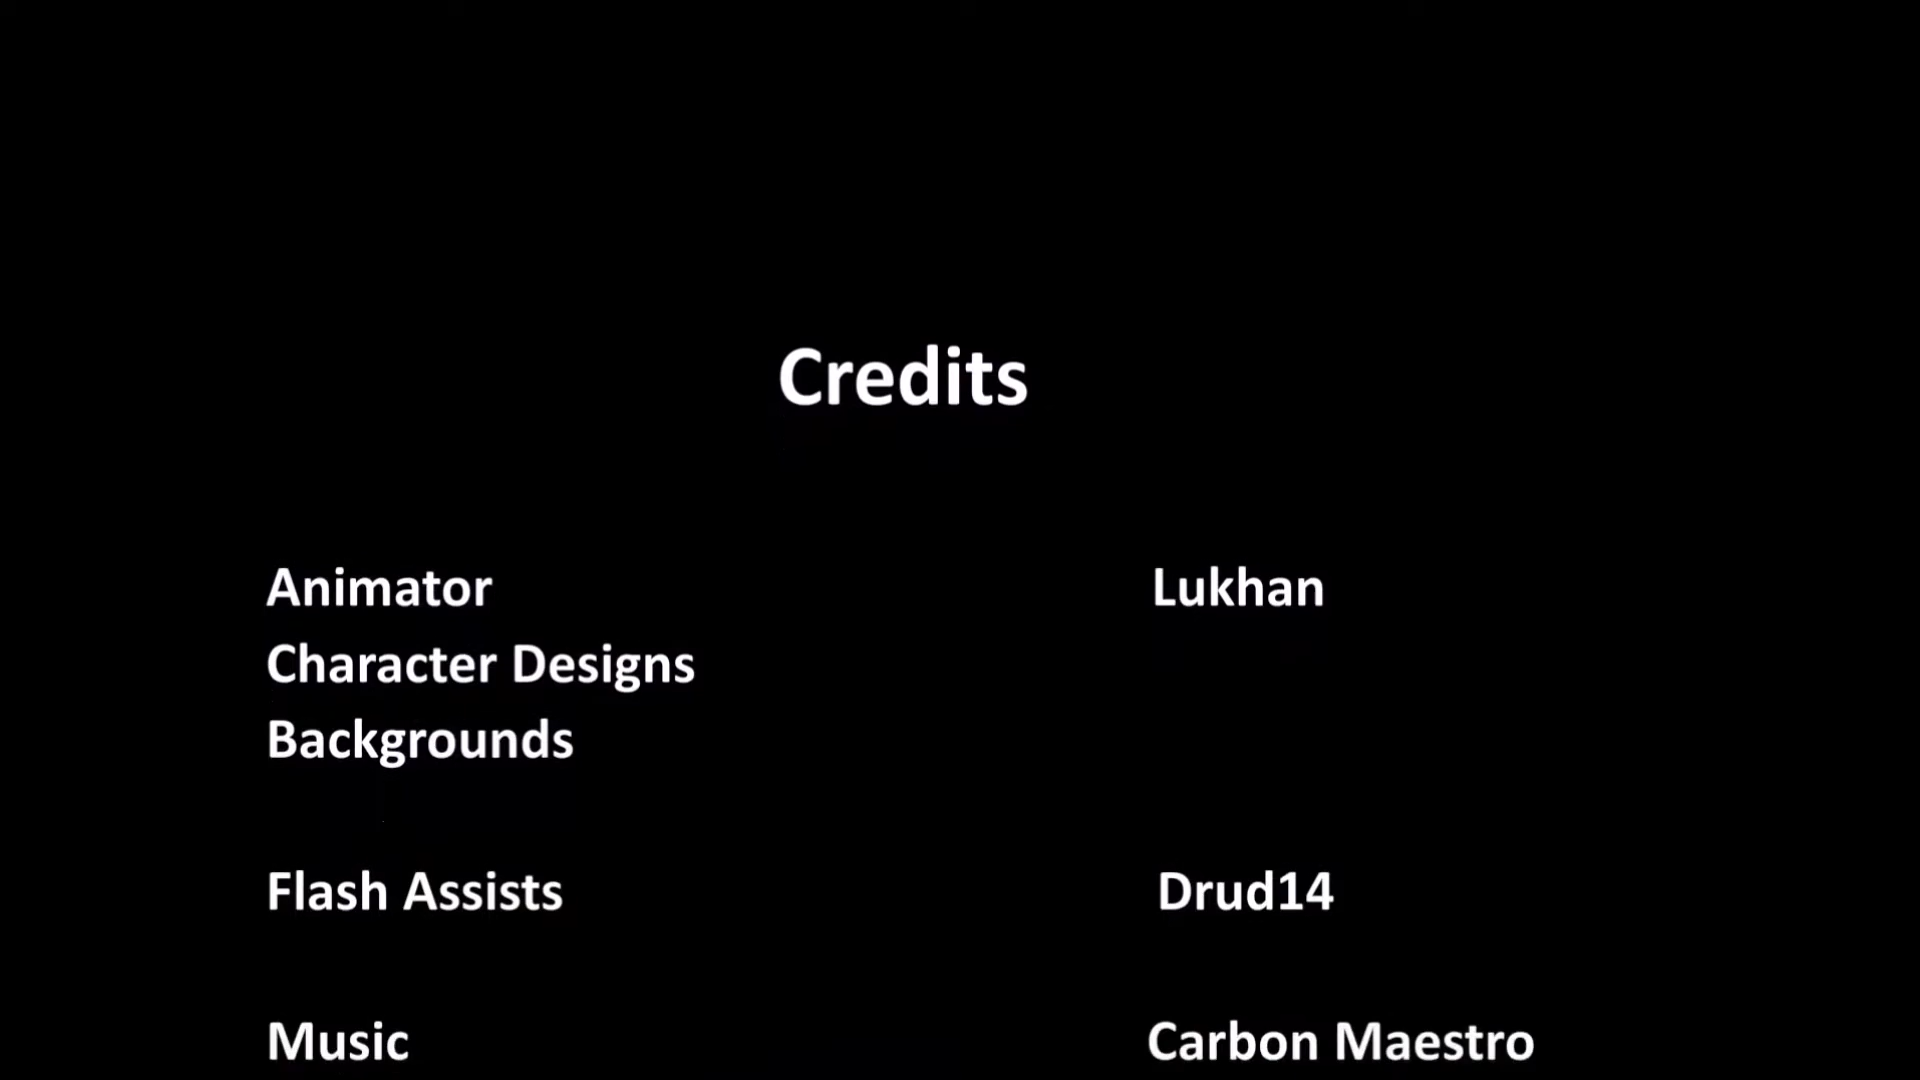 Credits
Animator Lukhan
Character Designs
Backgrounds
Flash Assists Drud14
Music Carbon Maestro